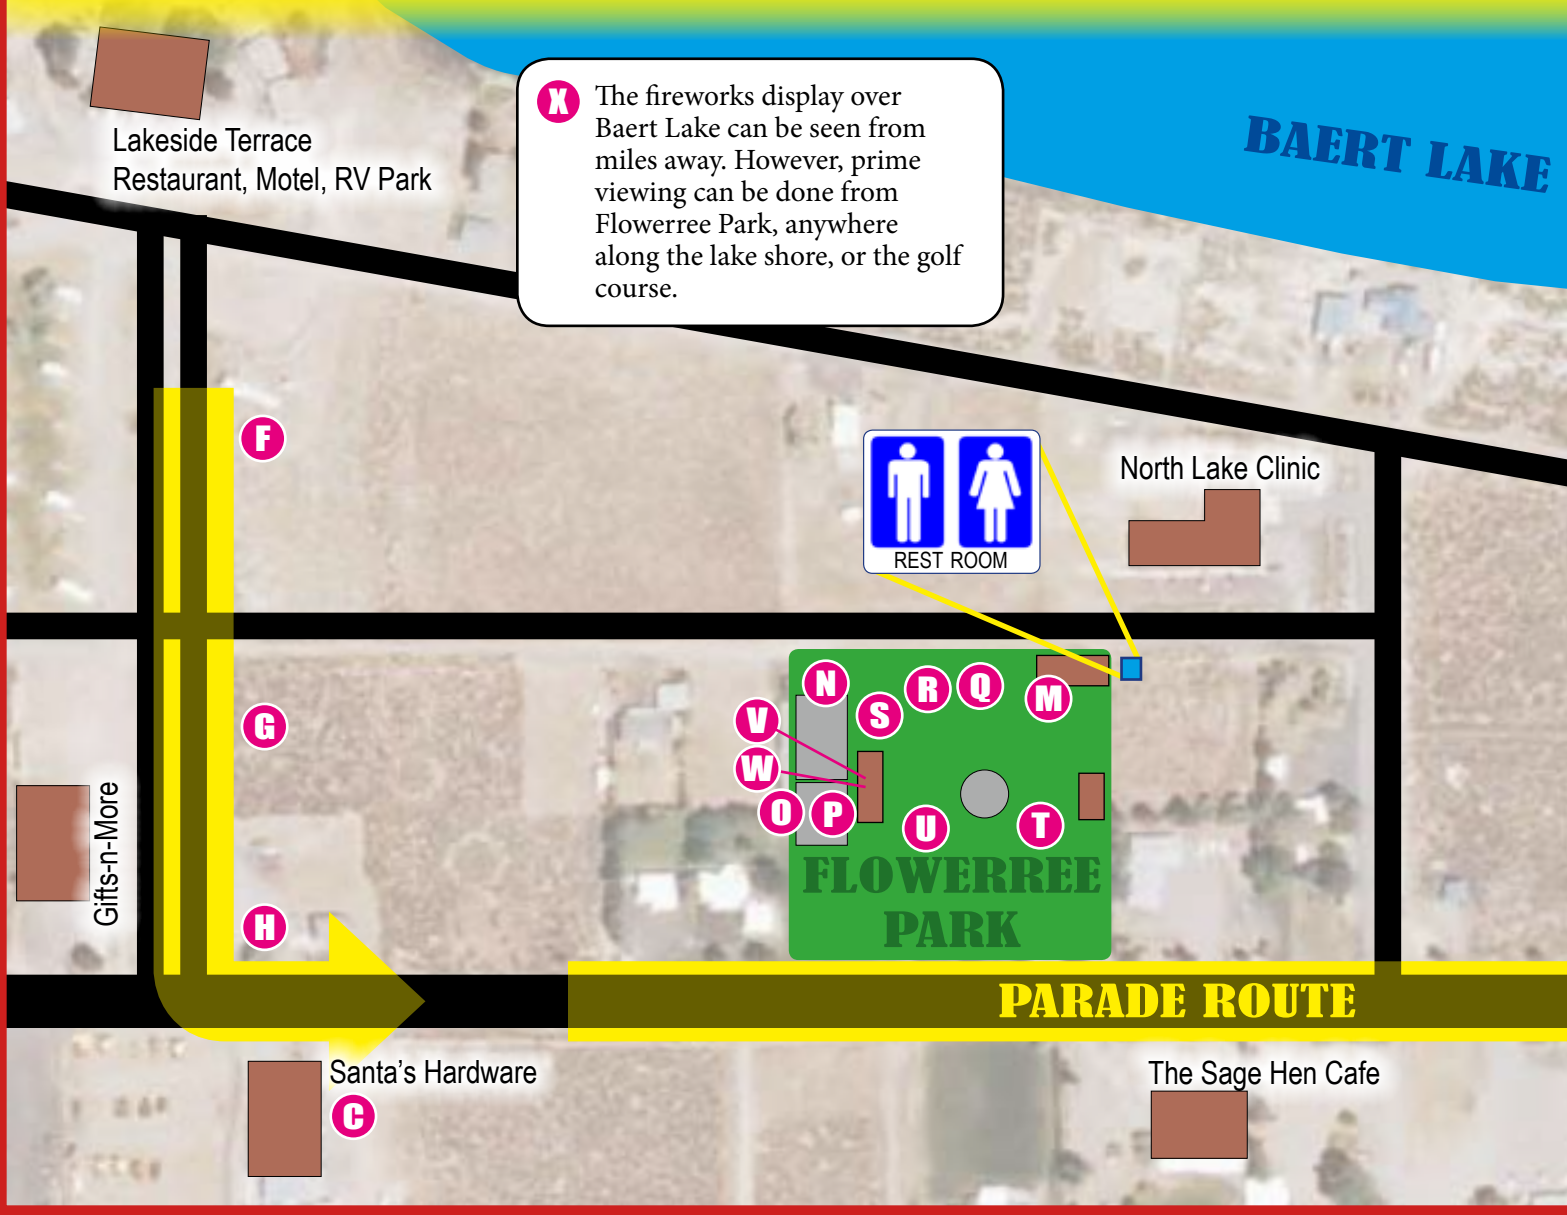 Lakeside Terrace
Restaurant, Motel, RV Park
X
The fireworks display over
Baert Lake can be seen from
miles away. However, prime
viewing can be done from
Flowerree Park, anywhere
along the lake shore, or the golf
course.
BAERT LAKE
F
REST ROOM
North Lake Clinic
G
H
Gifts-n-More
N
R
Q
M
S
V
W
O
P
U
T
FLOWERREE
PARK
PARADE ROUTE
Santa's Hardware
C
The Sage Hen Cafe